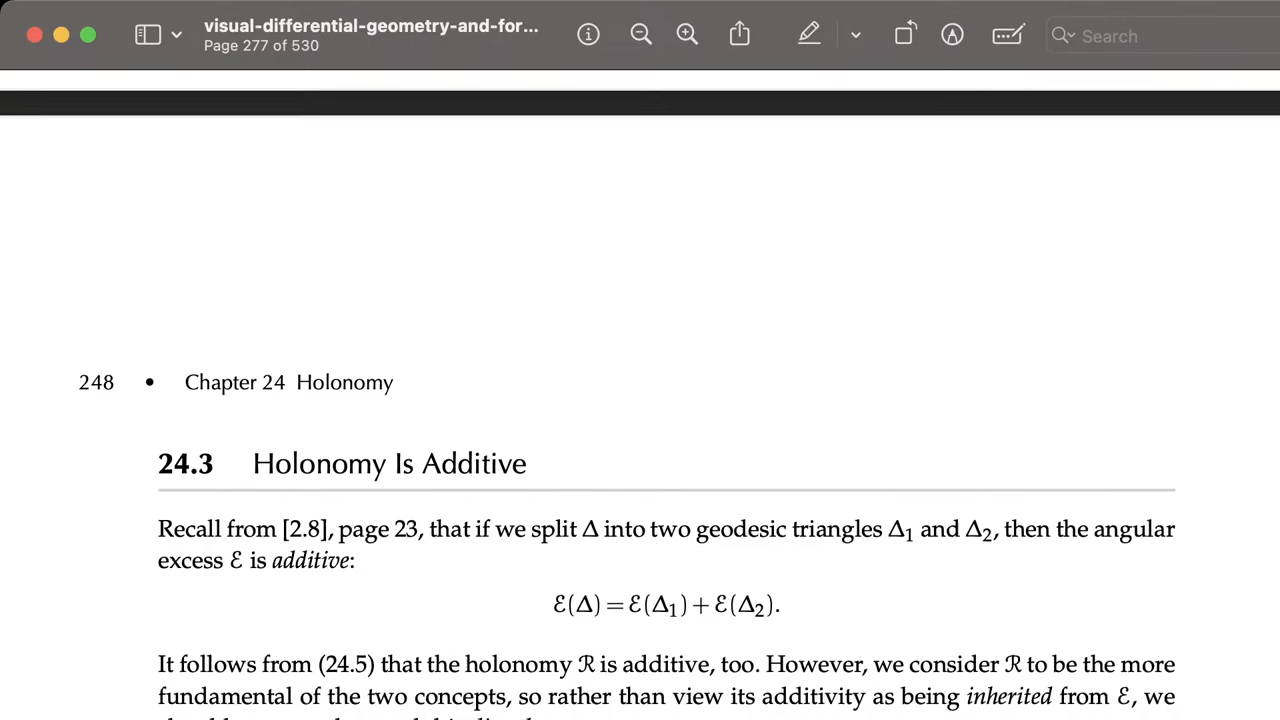 visual-differential-geometry-and-for...
Page 277 of 530
Search
248 • Chapter 24 Holonomy
24.3 Holonomy Is Additive
Recall from [2.8], page 23, that if we split Δ into two geodesic triangles Δ₁ and Δ₂, then the angular
excess ℰ is additive:
ℰ(Δ) = ℰ(Δ₁) + ℰ(Δ₂).
It follows from (24.5) that the holonomy ℛ is additive, too. However, we consider ℛ to be the more
fundamental of the two concepts, so rather than view its additivity as being inherited from ℰ, we